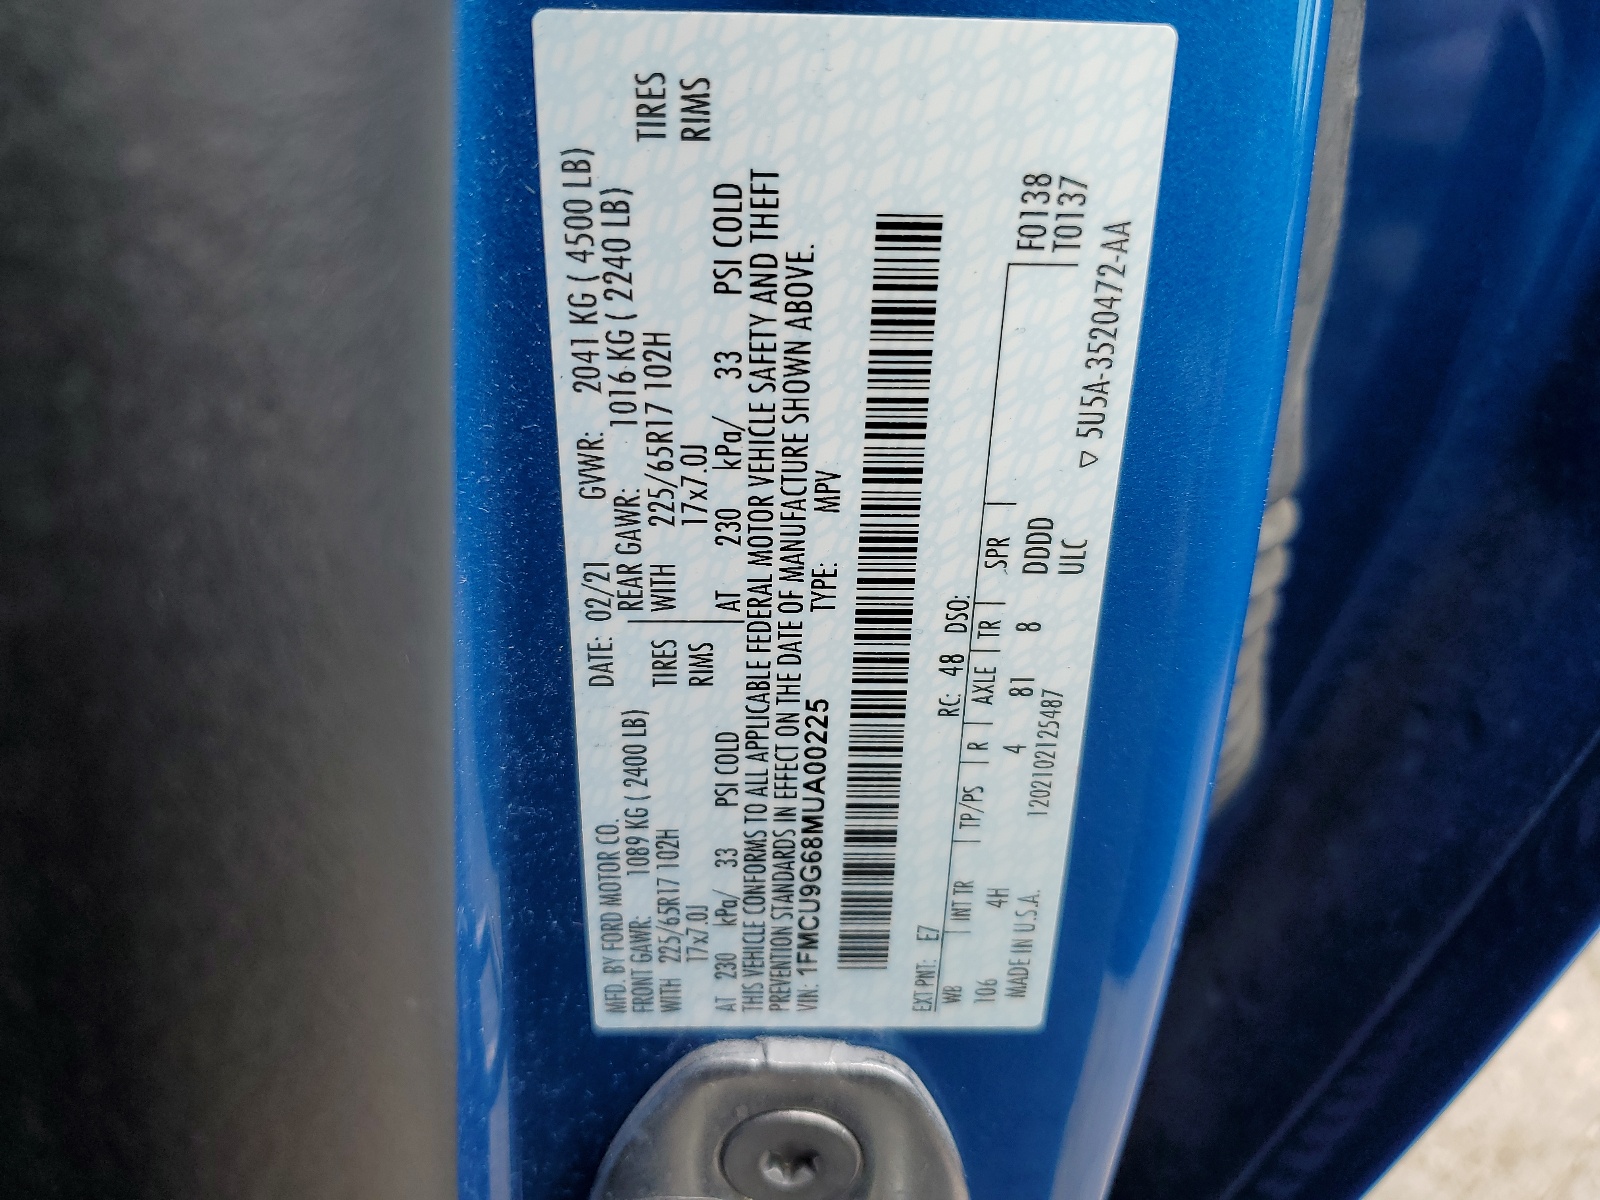 MFD. BY FORD MOTOR CO. DATE: 02/21 GVWR: 2041 KG ( 4500 LB)
FRONT GAWR: 1089 KG ( 2400 LB) REAR GAWR: 1016 KG ( 2240 LB)
WITH 225/65R17 102H TIRES WITH 225/65R17 102H TIRES
17x7.0J RIMS 17x7.0J RIMS
AT 230 kPa/ 33 PSI COLD AT 230 kPa/ 33 PSI COLD
THIS VEHICLE CONFORMS TO ALL APPLICABLE FEDERAL MOTOR VEHICLE SAFETY AND THEFT
PREVENTION STANDARDS IN EFFECT ON THE DATE OF MANUFACTURE SHOWN ABOVE.
VIN: 1FMCU9G68MUA00225 TYPE: MPV
EXT PNT: E7 RC: 48 DSO:
WB INT TR TP/PS R AXLE TR SPR F0138
106 4H 4 81 8 DDDD T0137
MADE IN U.S.A. 120210212​5487 ULC
▽ 5U5A-3520472-AA